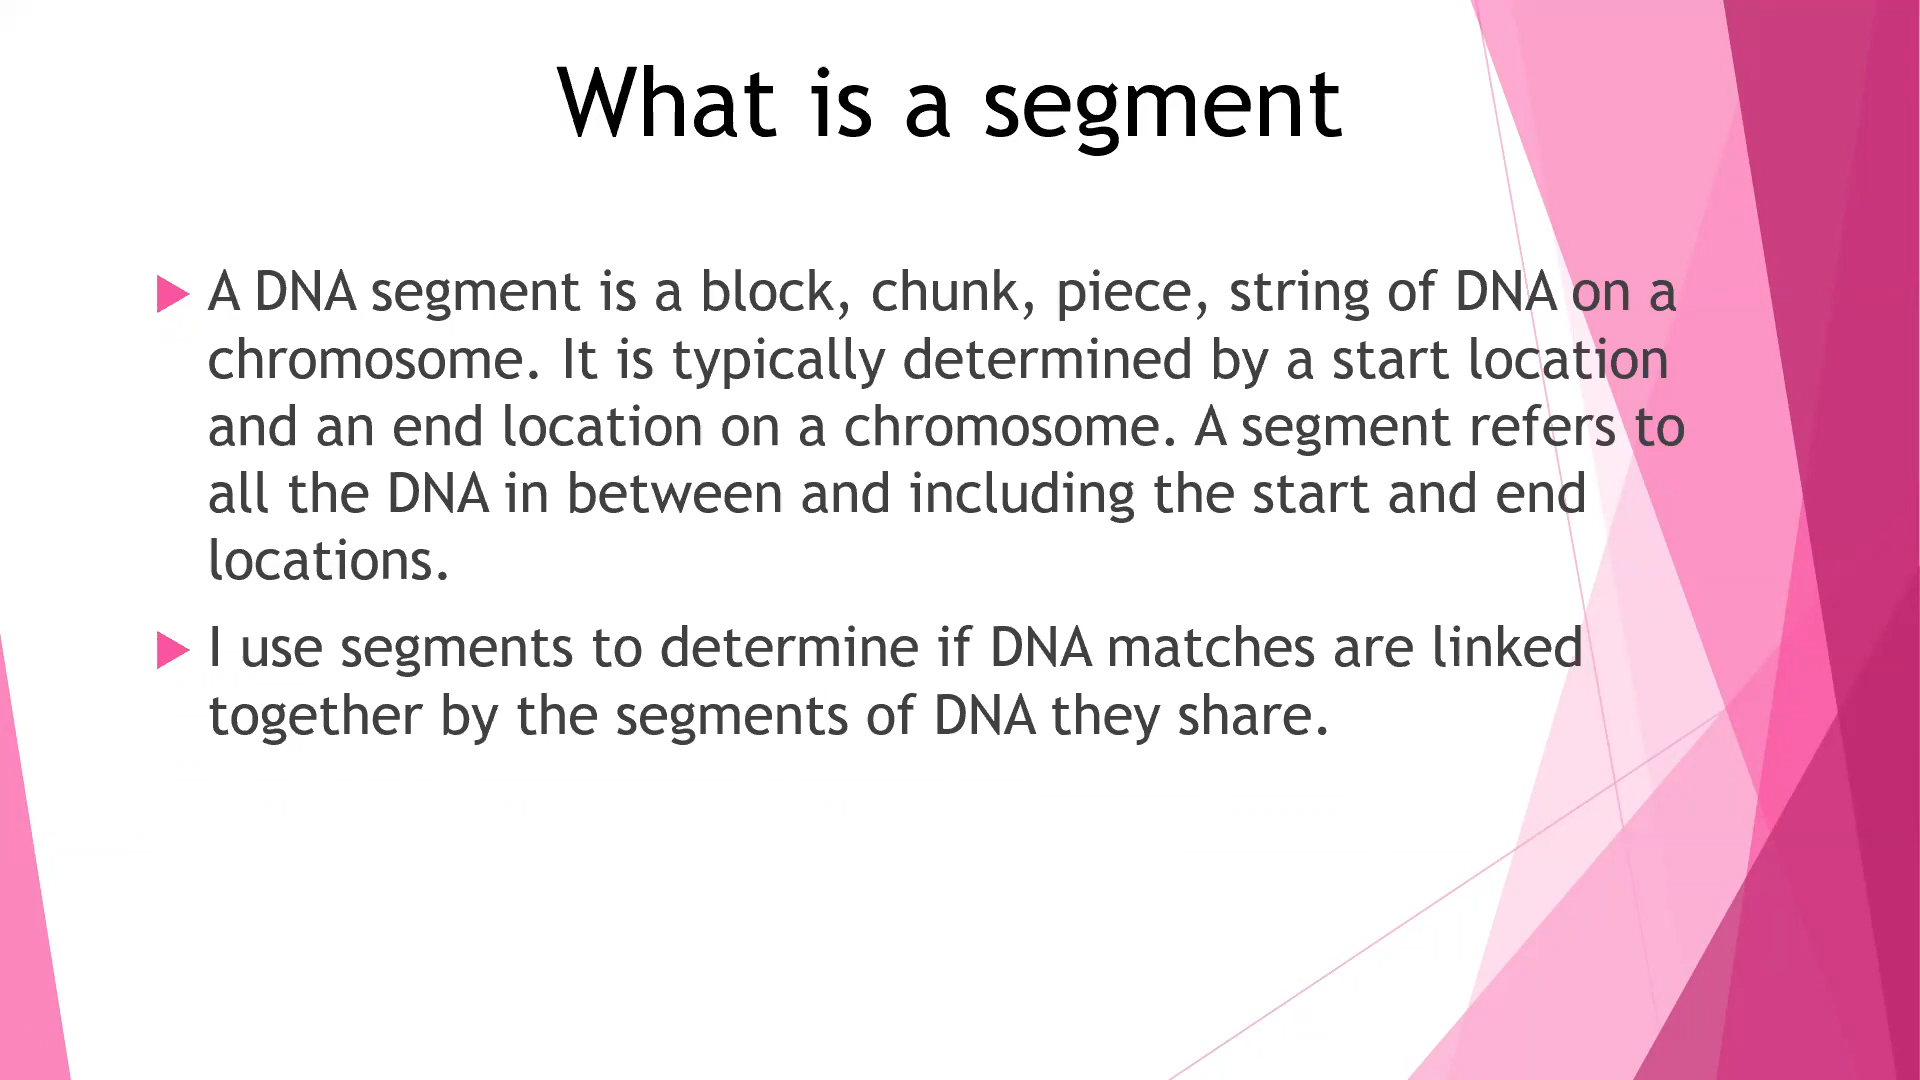 What is a segment
A DNA segment is a block, chunk, piece, string of DNA on a
chromosome. It is typically determined by a start location
and an end location on a chromosome. A segment refers to
all the DNA in between and including the start and end
locations.
I use segments to determine if DNA matches are linked
together by the segments of DNA they share.